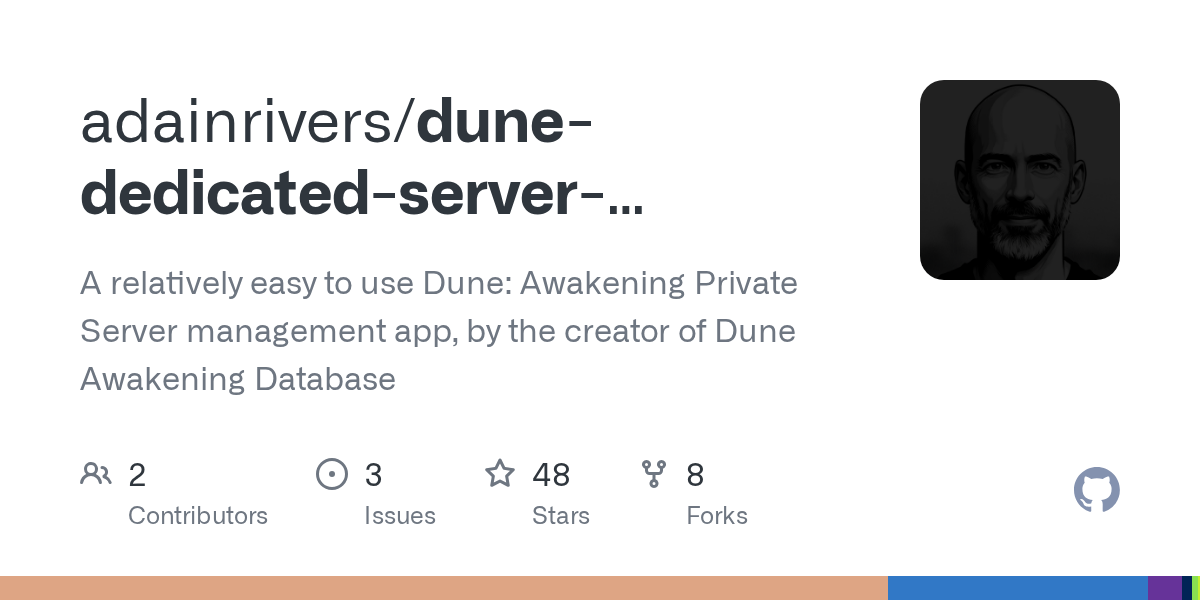 adainrivers/dune-
dedicated-server-...
A relatively easy to use Dune: Awakening Private
Server management app, by the creator of Dune
Awakening Database
2 3 48 8
Contributors Issues Stars Forks